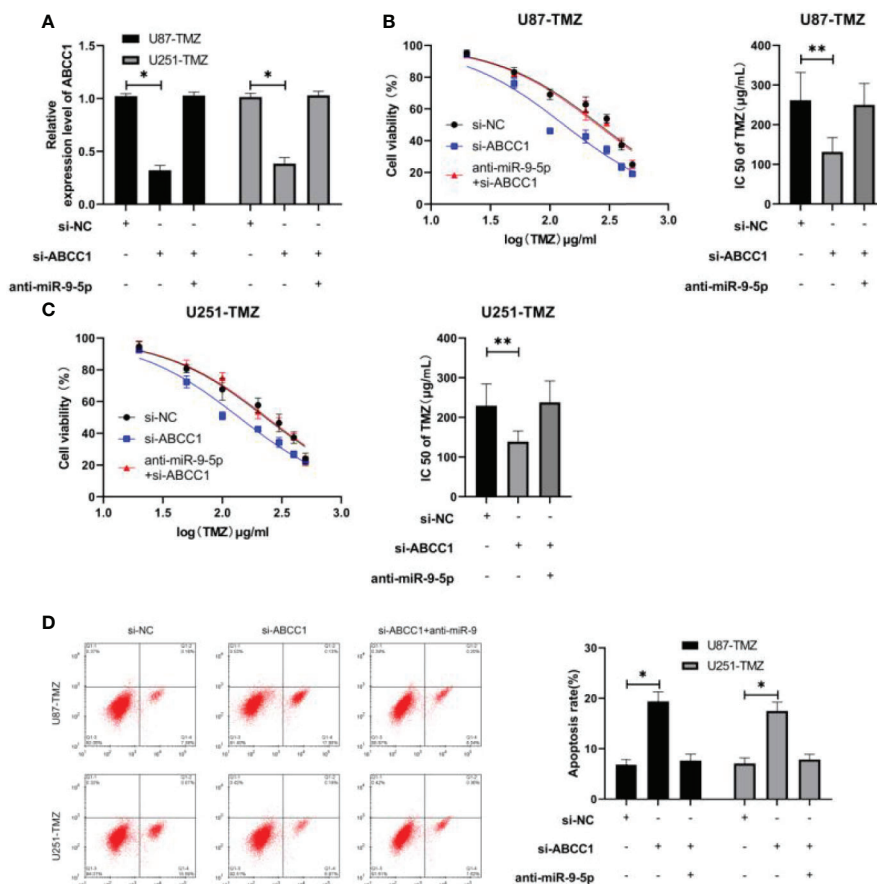 A
U87-TMZ
U251-TMZ
Relative
expression level of ABCC1
1.5
1.0
0.5
0.0
*
*
si-NC + - - + - -
si-ABCC1 - + + - + +
anti-miR-9-5p - - + - - +
B
U87-TMZ
Cell viability (%)
100
80
60
40
20
0
si-NC
si-ABCC1
anti-miR-9-5p
+si-ABCC1
1.0 1.5 2.0 2.5 3.0
log(TMZ) μg/ml
U87-TMZ
IC 50 of TMZ (μg/mL)
400
300
200
100
0
**
si-NC + - -
si-ABCC1 - + +
anti-miR-9-5p - - +
C
U251-TMZ
Cell viability (%)
100
80
60
40
20
0
si-NC
si-ABCC1
anti-miR-9-5p
+si-ABCC1
1.0 1.5 2.0 2.5 3.0
log(TMZ) μg/ml
U251-TMZ
IC 50 of TMZ (μg/mL)
400
300
200
100
0
**
si-NC + - -
si-ABCC1 - + +
anti-miR-9-5p - - +
D
si-NC si-ABCC1 si-ABCC1+anti-miR-9
U87-TMZ
U251-TMZ
U87-TMZ
U251-TMZ
Apoptosis rate(%)
30
20
10
0
*
*
si-NC + - - + - -
si-ABCC1 - + + - + +
anti-miR-9-5p - - + - - +